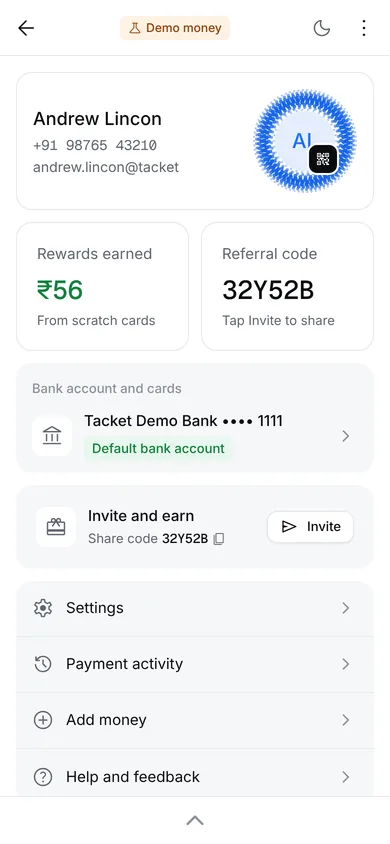 Demo money
Andrew Lincon
+91 98765 43210
andrew.lincon@tacket
AL
Rewards earned
₹56
From scratch cards
Referral code
32Y52B
Tap Invite to share
Bank account and cards
Tacket Demo Bank •••• 1111
Default bank account
Invite and earn
Share code 32Y52B
Invite
Settings
Payment activity
Add money
Help and feedback